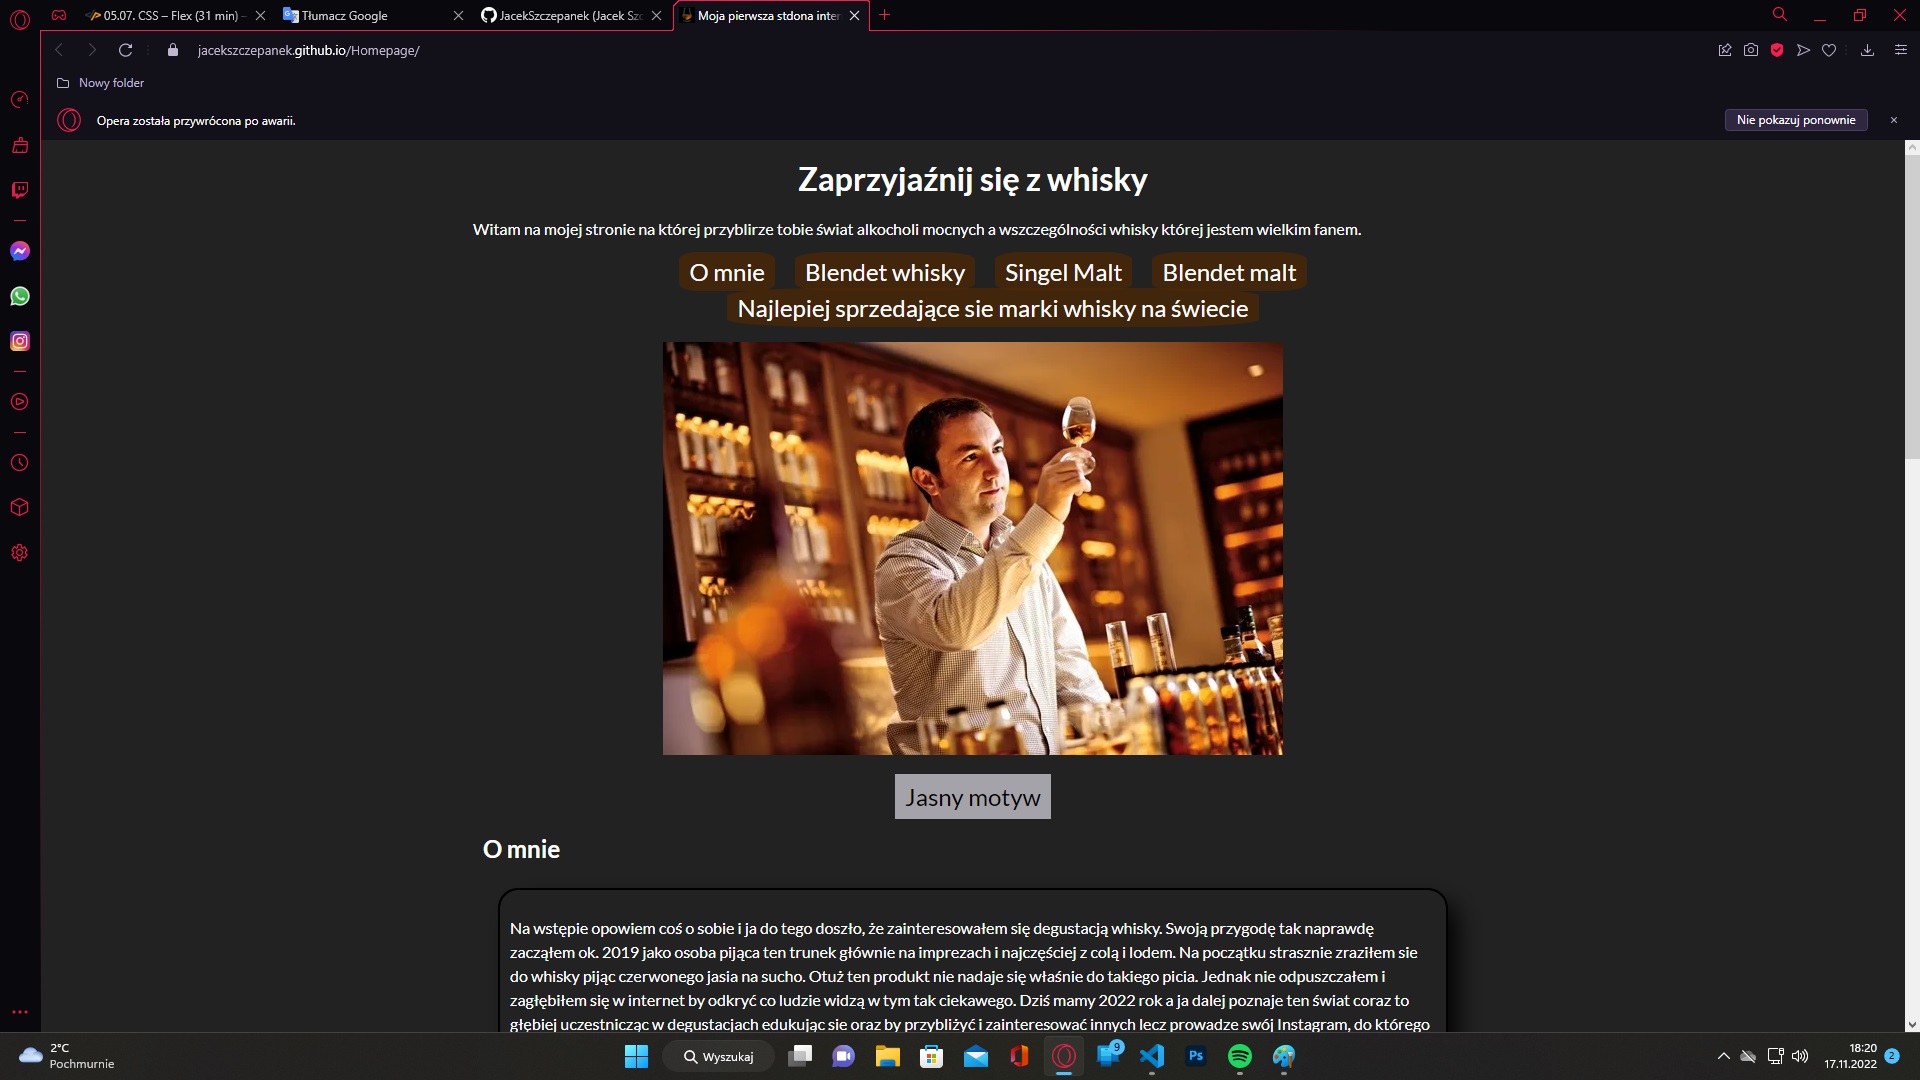 05.07. CSS – Flex (31 min) –
Tłumacz Google
JacekSzczepanek (Jacek Szc
Moja pierwsza stdona inter
jacekszczepanek.github.io/Homepage/
Nowy folder
Opera została przywrócona po awarii.
Nie pokazuj ponownie
Zaprzyjaźnij się z whisky
Witam na mojej stronie na której przyblirze tobie świat alkocholi mocnych a wszczególności whisky której jestem wielkim fanem.
O mnie Blendet whisky Singel Malt Blendet malt
Najlepiej sprzedające sie marki whisky na świecie
Jasny motyw
O mnie
Na wstępie opowiem coś o sobie i ja do tego doszło, że zainteresowałem się degustacją whisky. Swoją przygodę tak naprawdę
zacząłem ok. 2019 jako osoba pijąca ten trunek głównie na imprezach i najczęściej z colą i lodem. Na początku strasznie zraziłem sie
do whisky pijąc czerwonego jasia na sucho. Otuż ten produkt nie nadaje się właśnie do takiego picia. Jednak nie odpuszczałem i
zagłębiłem się w internet by odkryć co ludzie widzą w tym tak ciekawego. Dziś mamy 2022 rok a ja dalej poznaje ten świat coraz to
głębiej uczestnicząc w degustacjach edukując sie oraz by przybliżyć i zainteresować innych lecz prowadze swój Instagram, do którego
2°C
Pochmurnie
Wyszukaj
9
Ps
18:20
17.11.2022
2